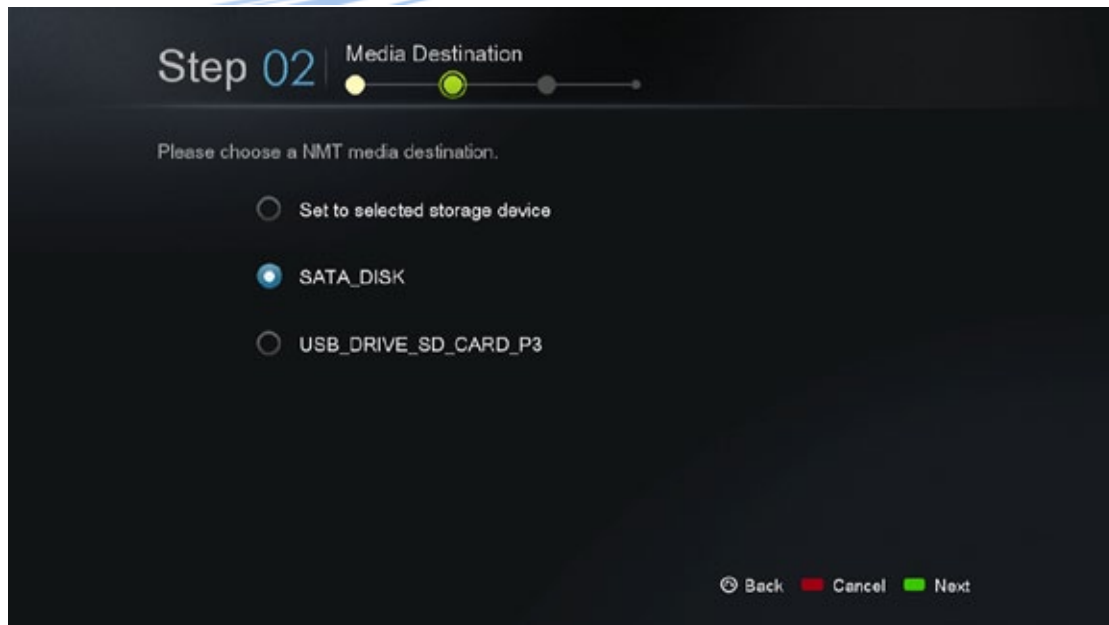 Step 02
Media Destination
Please choose a NMT media destination.
Set to selected storage device
SATA_DISK
USB_DRIVE_SD_CARD_P3
Back Cancel Next